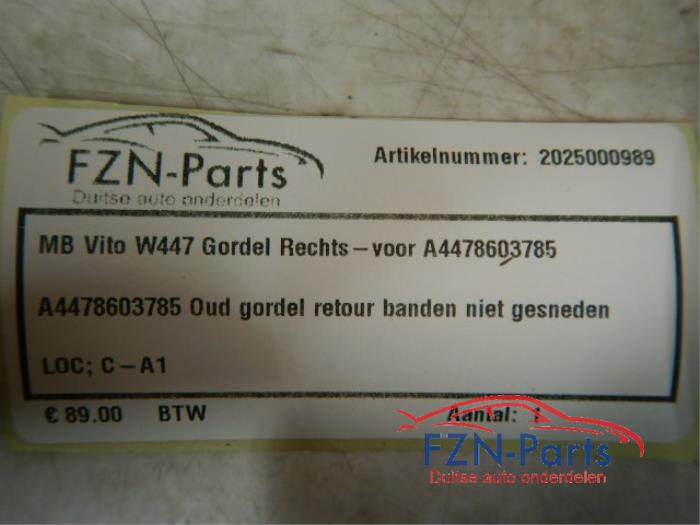 FZN-Parts
Duitse auto onderdelen
Artikelnummer: 2025000989
MB Vito W447 Gordel Rechts-voor A4478603785
A4478603785 Oud gordel retour banden niet gesneden
LOC; C-A1
€ 89.00 BTW Aantal: 1
FZN-Parts
Duitse auto onderdelen